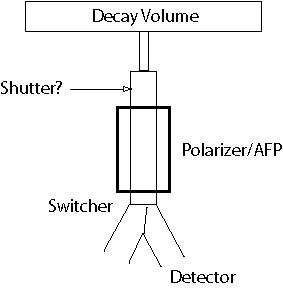 Decay Volume
Shutter?
Polarizer/AFP
Switcher
Detector